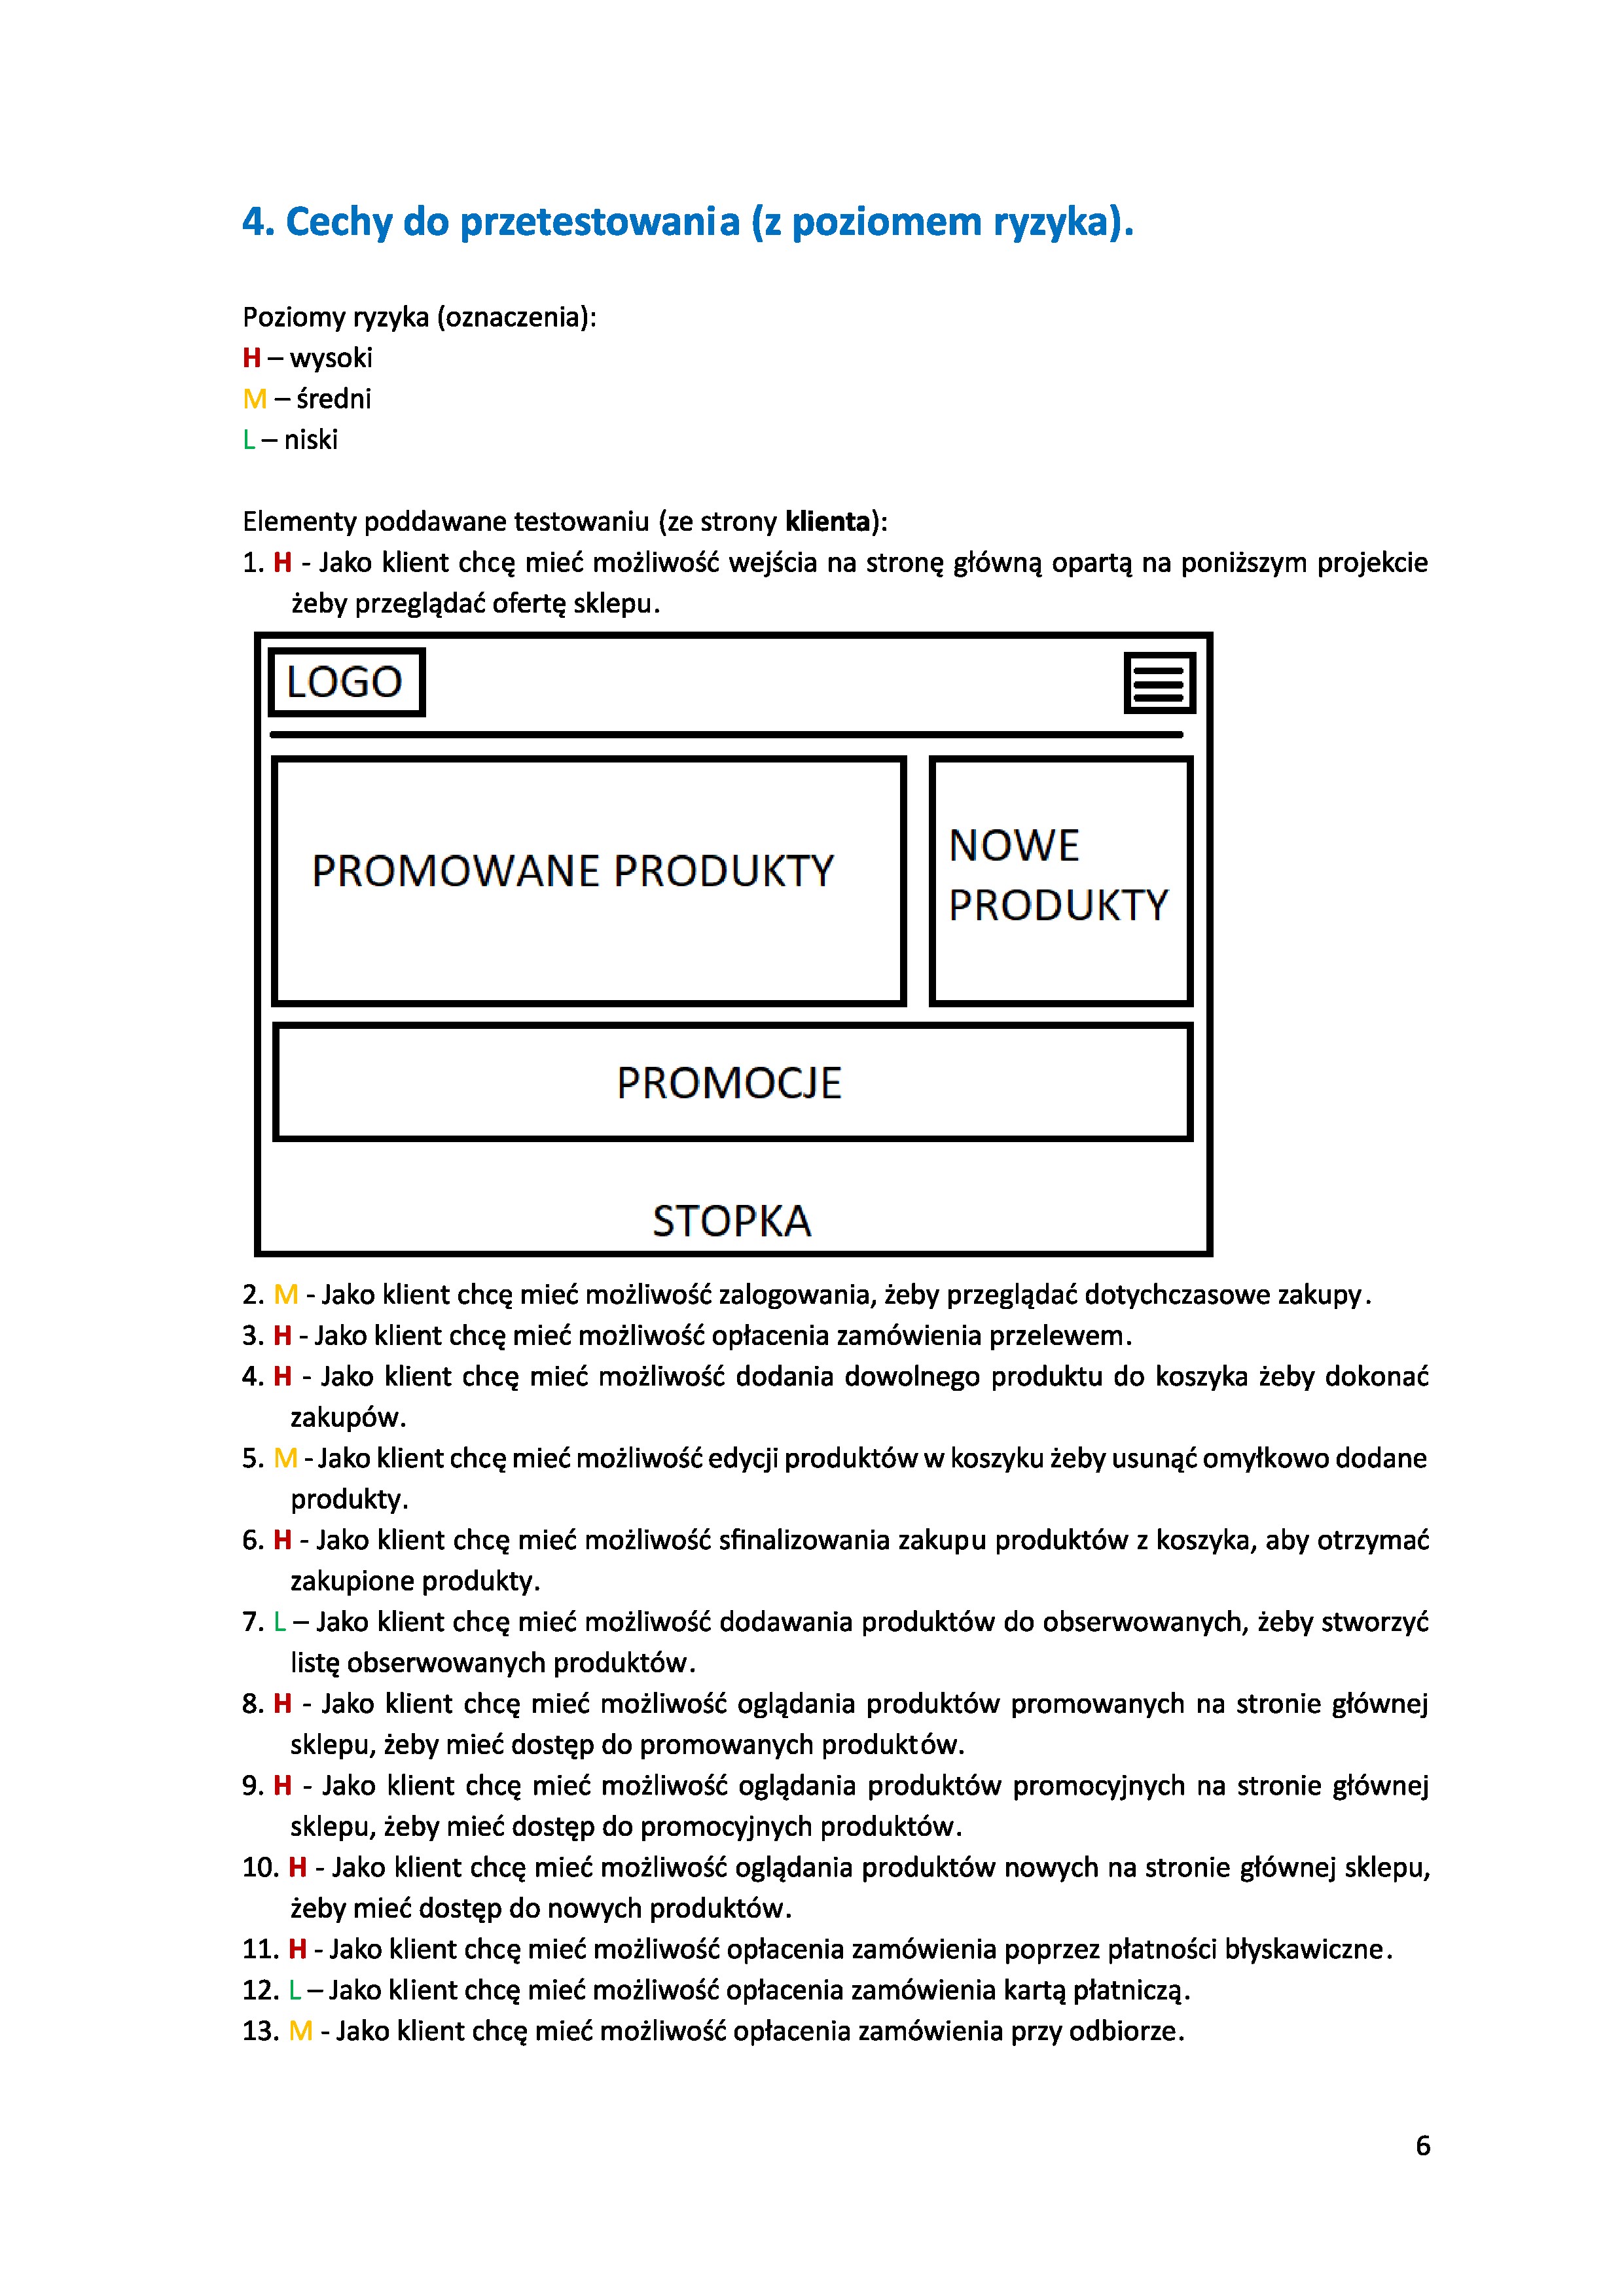 4. Cechy do przetestowania (z poziomem ryzyka).
Poziomy ryzyka (oznaczenia):
H – wysoki
M – średni
L – niski
Elementy poddawane testowaniu (ze strony klienta):
1. H - Jako klient chcę mieć możliwość wejścia na stronę główną opartą na poniższym projekcie
żeby przeglądać ofertę sklepu.
LOGO
PROMOWANE PRODUKTY
NOWE
PRODUKTY
PROMOCJE
STOPKA
2. M - Jako klient chcę mieć możliwość zalogowania, żeby przeglądać dotychczasowe zakupy.
3. H - Jako klient chcę mieć możliwość opłacenia zamówienia przelewem.
4. H - Jako klient chcę mieć możliwość dodania dowolnego produktu do koszyka żeby dokonać
zakupów.
5. M - Jako klient chcę mieć możliwość edycji produktów w koszyku żeby usunąć omyłkowo dodane
produkty.
6. H - Jako klient chcę mieć możliwość sfinalizowania zakupu produktów z koszyka, aby otrzymać
zakupione produkty.
7. L – Jako klient chcę mieć możliwość dodawania produktów do obserwowanych, żeby stworzyć
listę obserwowanych produktów.
8. H - Jako klient chcę mieć możliwość oglądania produktów promowanych na stronie głównej
sklepu, żeby mieć dostęp do promowanych produktów.
9. H - Jako klient chcę mieć możliwość oglądania produktów promocyjnych na stronie głównej
sklepu, żeby mieć dostęp do promocyjnych produktów.
10. H - Jako klient chcę mieć możliwość oglądania produktów nowych na stronie głównej sklepu,
żeby mieć dostęp do nowych produktów.
11. H - Jako klient chcę mieć możliwość opłacenia zamówienia poprzez płatności błyskawiczne.
12. L – Jako klient chcę mieć możliwość opłacenia zamówienia kartą płatniczą.
13. M - Jako klient chcę mieć możliwość opłacenia zamówienia przy odbiorze.
6